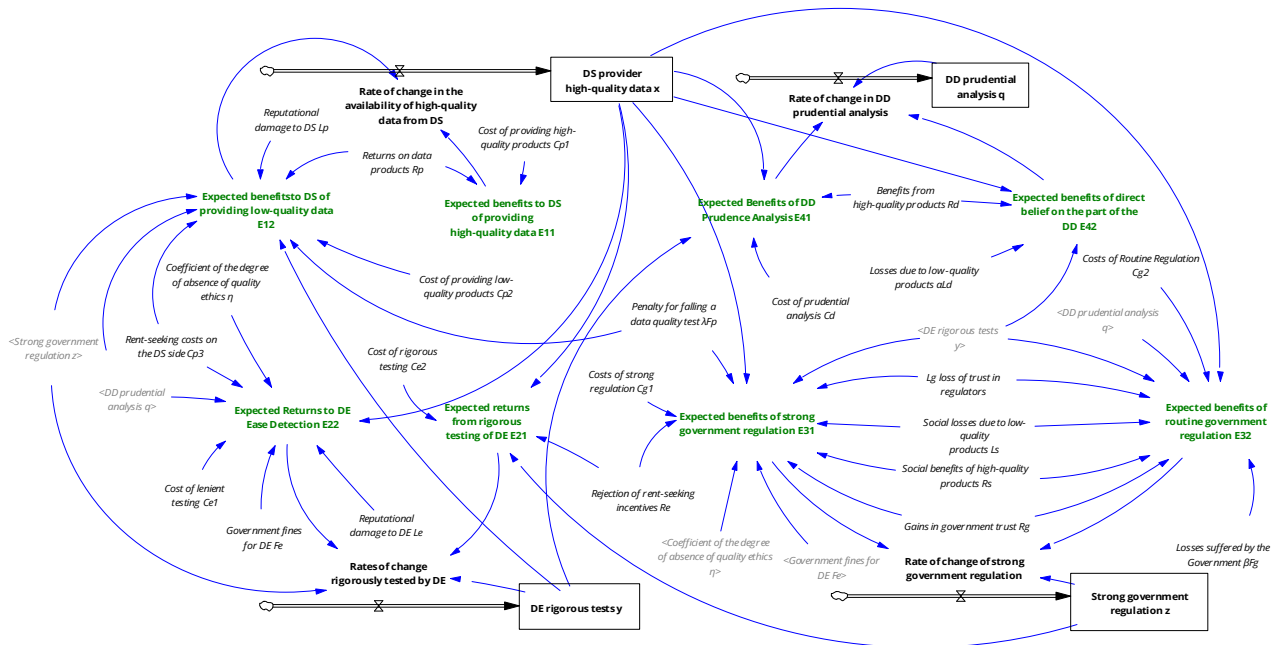 DS provider
high-quality data x
DD prudential
analysis q
Rate of change in the
availability of high-quality
data from DS
Rate of change in DD
prudential analysis
Reputational
damage to DS Lp
Cost of providing high-
quality products Cp1
Returns on data
products Rp
Expected benefitsto DS of
providing low-quality data
E12
Expected benefits to DS
of providing
high-quality data E11
Expected Benefits of DD
Prudence Analysis E41
Benefits from
high-quality products Rd
Expected benefits of direct
belief on the part of the
DD E42
Coefficient of the degree
of absence of quality
ethics η
Cost of providing low-
quality products Cp2
Losses due to low-quality
products αLd
Costs of Routine Regulation
Cg2
Penalty for falling a
data quality test λFp
Cost of prudential
analysis Cd
<Strong government
regulation z>
Rent-seeking costs on
the DS side Cp3
<DE rigorous tests
y>
<DD prudential analysis
q>
Cost of rigorous
testing Ce2
Costs of strong
regulation Cg1
Lg loss of trust in
regulators
<DD prudential
analysis q>
Expected Returns to DE
Ease Detection E22
Expected returns
from rigorous
testing of DE E21
Expected benefits of strong
government regulation E31
Social losses due to low-
quality
products Ls
Expected benefits of
routine government
regulation E32
Social benefits of high-quality
products Rs
Cost of lenient
testing Ce1
Rejection of rent-seeking
incentives Re
Government fines
for DE Fe
Reputational
damage to DE Le
Gains in government trust Rg
<Coefficient of the degree
of absence of quality ethics
η>
<Government fines for
DE Fe>
Rates of change
rigorously tested by DE
Rate of change of strong
government regulation
Losses suffered by the
Government βFg
DE rigorous tests y
Strong government
regulation z